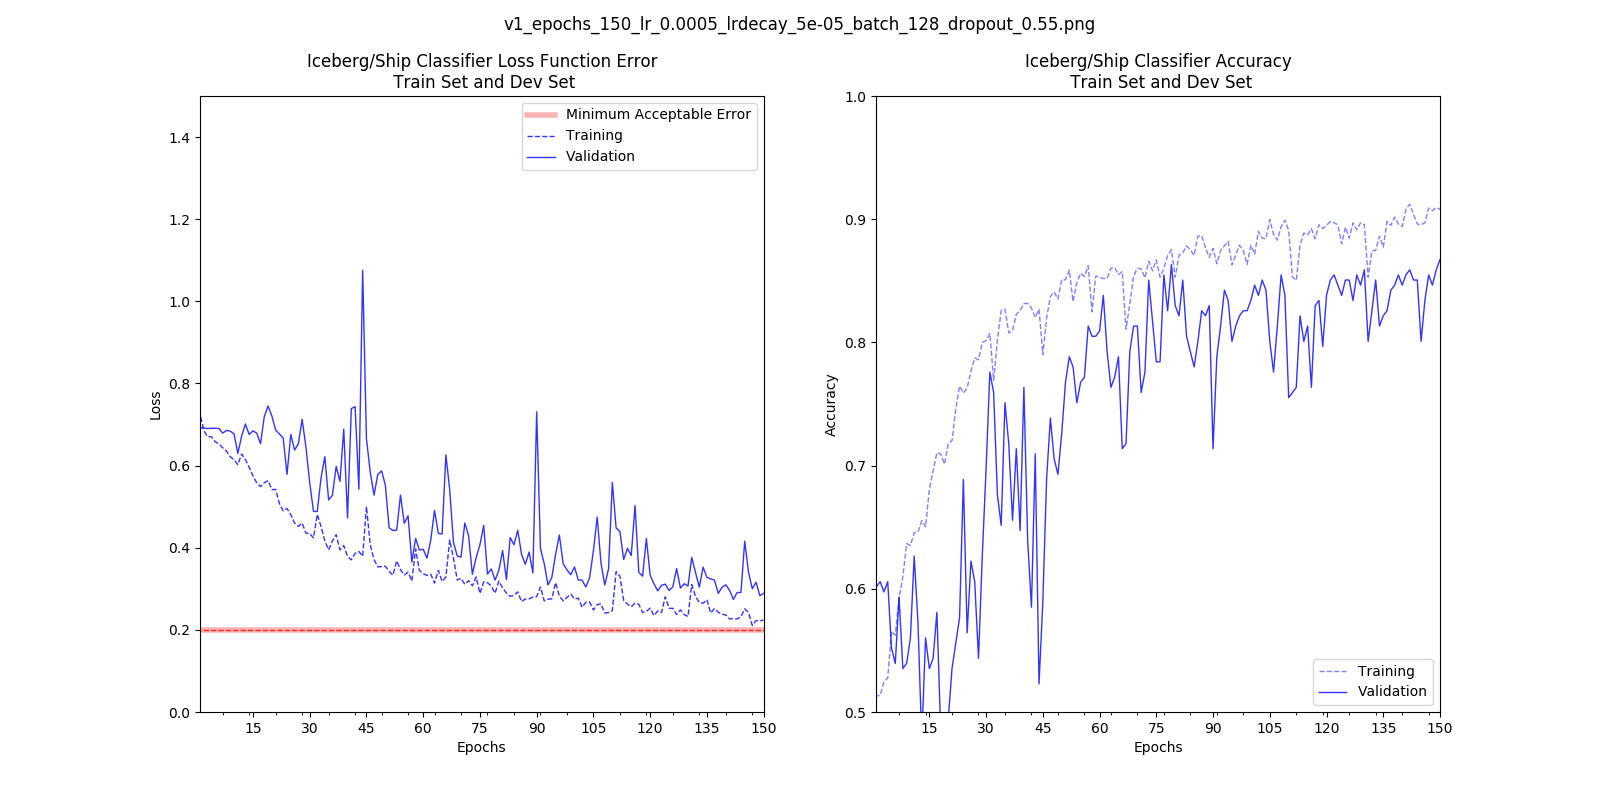 v1_epochs_150_lr_0.0005_lrdecay_5e-05_batch_128_dropout_0.55.png
Iceberg/Ship Classifier Loss Function Error
Train Set and Dev Set
Minimum Acceptable Error
Training
Validation
1.4
1.2
1.0
0.8
0.6
0.4
0.2
0.0
Loss
15 30 45 60 75 90 105 120 135 150
Epochs
Iceberg/Ship Classifier Accuracy
Train Set and Dev Set
1.0
0.9
0.8
0.7
0.6
0.5
Accuracy
Training
Validation
15 30 45 60 75 90 105 120 135 150
Epochs